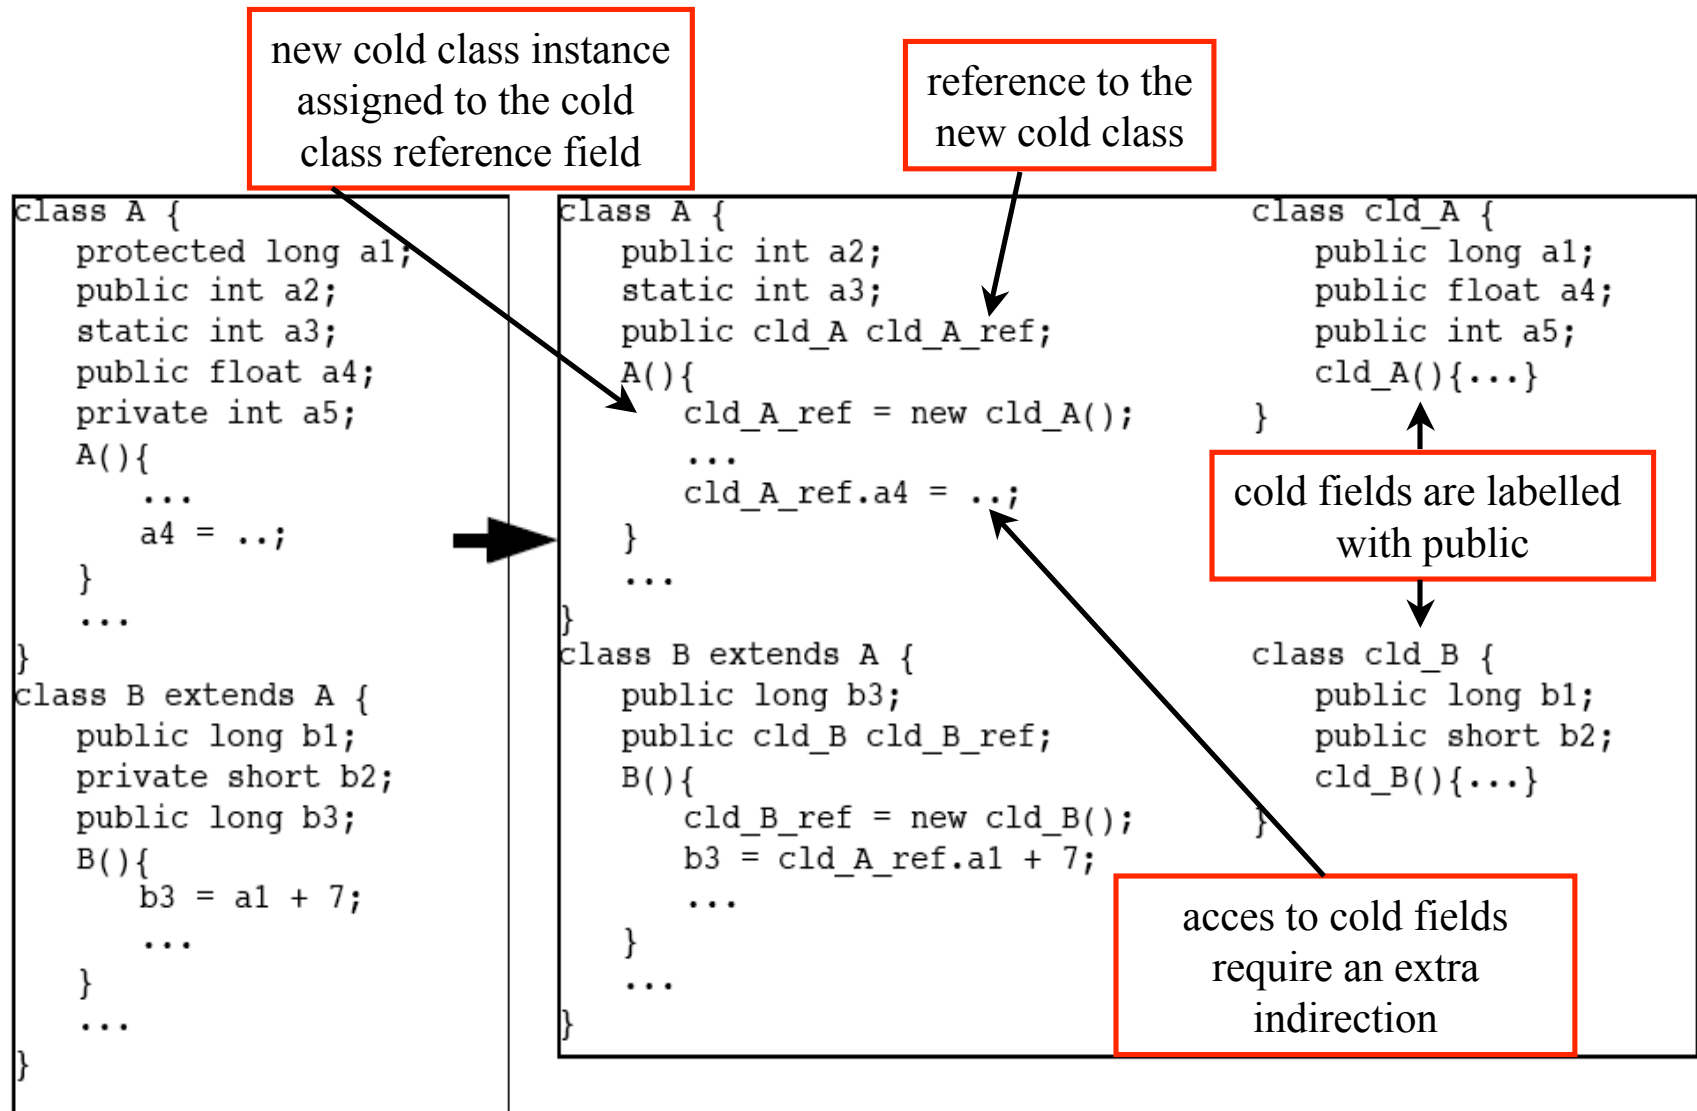 new cold class instance
assigned to the cold
class reference field
reference to the
new cold class
class A {
protected long a1;
public int a2;
static int a3;
public float a4;
private int a5;
A(){
...
a4 = ..;
}
...
}
class B extends A {
public long b1;
private short b2;
public long b3;
B(){
b3 = a1 + 7;
...
}
...
}
class A {
public int a2;
static int a3;
public cld_A cld_A_ref;
A(){
cld_A_ref = new cld_A();
...
cld_A_ref.a4 = ..;
}
...
}
class B extends A {
public long b3;
public cld_B cld_B_ref;
B(){
cld_B_ref = new cld_B();
b3 = cld_A_ref.a1 + 7;
...
}
...
}
class cld_A {
public long a1;
public float a4;
public int a5;
cld_A(){...}
}
cold fields are labelled
with public
class cld_B {
public long b1;
public short b2;
cld_B(){...}
}
acces to cold fields
require an extra
indirection